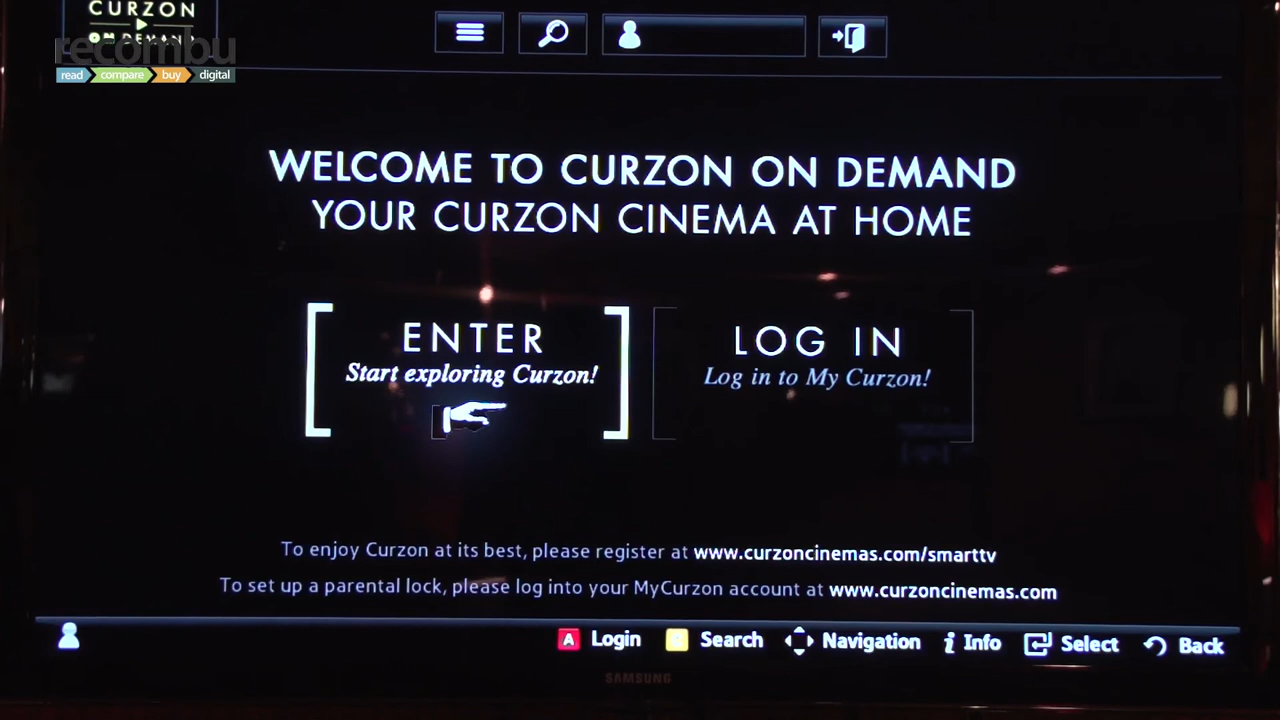 CURZON
ON DEMAND
recombu
read compare buy digital
WELCOME TO CURZON ON DEMAND
YOUR CURZON CINEMA AT HOME
ENTER
Start exploring Curzon!
LOG IN
Log in to My Curzon!
To enjoy Curzon at its best, please register at www.curzoncinemas.com/smarttv
To set up a parental lock, please log into your MyCurzon account at www.curzoncinemas.com
A Login Search Navigation i Info Select Back
SAMSUNG